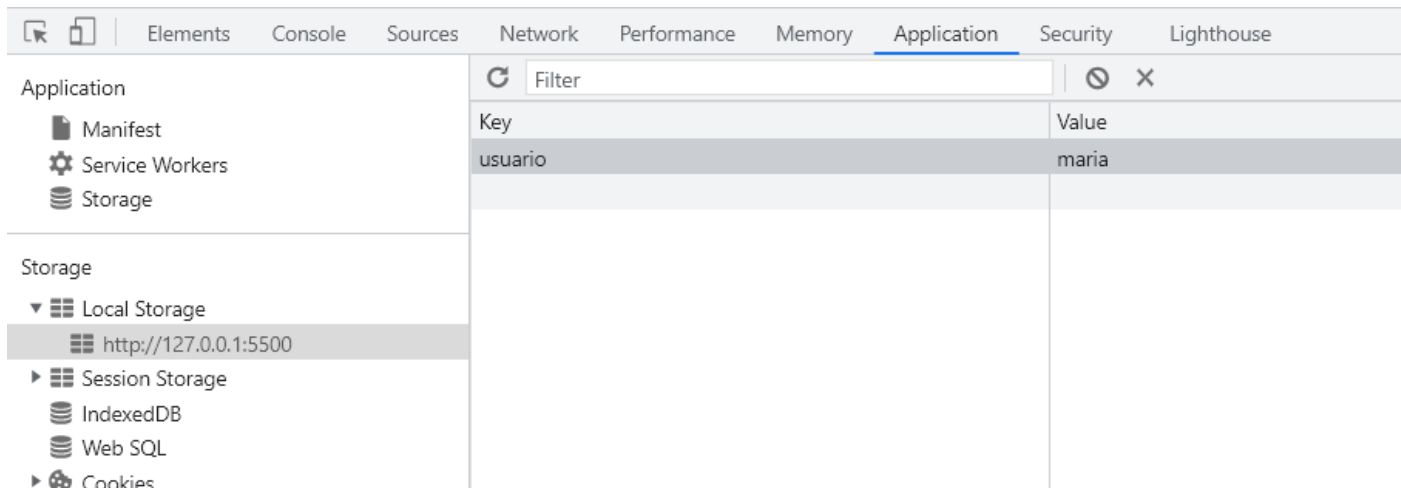 Elements Console Sources Network Performance Memory Application Security Lighthouse
Application
Manifest
Service Workers
Storage
Storage
Local Storage
http://127.0.0.1:5500
Session Storage
IndexedDB
Web SQL
Cookies
Filter
Key Value
usuario maria